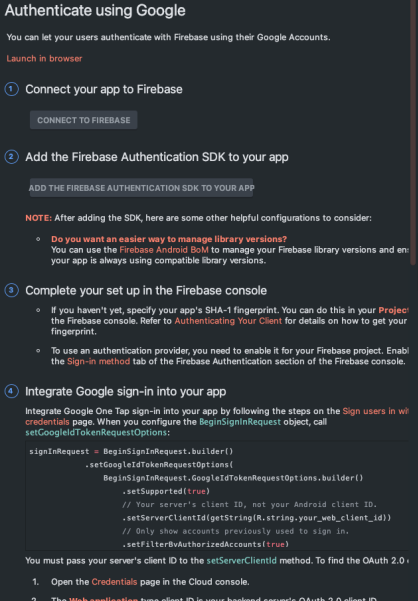 Authenticate using Google
You can let your users authenticate with Firebase using their Google Accounts.
Launch in browser
1 Connect your app to Firebase
CONNECT TO FIREBASE
2 Add the Firebase Authentication SDK to your app
ADD THE FIREBASE AUTHENTICATION SDK TO YOUR APP
NOTE: After adding the SDK, here are some other helpful configurations to consider:
Do you want an easier way to manage library versions?
You can use the Firebase Android BoM to manage your Firebase library versions and
your app is always using compatible library versions.
3 Complete your set up in the Firebase console
If you haven't yet, specify your app's SHA-1 fingerprint. You can do this in your
the Firebase console. Refer to Authenticating Your Client for details on how to get your
fingerprint.
To use an authentication provider, you need to enable it for your Firebase project.
the Sign-in method tab of the Firebase Authentication section of the Firebase console.
4 Integrate Google sign-in into your app
Integrate Google One Tap sign-in into your app by following the steps on the Sign users in
credentials page. When you configure the BeginSignInRequest object, call
setGoogleIdTokenRequestOptions:
signInRequest = BeginSignInRequest.builder()
.setGoogleIdTokenRequestOptions(
BeginSignInRequest.GoogleIdTokenRequestOptions.builder()
.setSupported(true)
// Your server's client ID, not your Android client ID.
.setServerClientId(getString(R.string.your_web_client_id))
// Only show accounts previously used to sign in.
.setFilterByAuthorizedAccounts(true)
You must pass your server's client ID to the setServerClientId method. To find the OAuth 2.0
1. Open the Credentials page in the Cloud console.
2. The Web application type client ID is your backend server's OAuth 2.0 client ID.